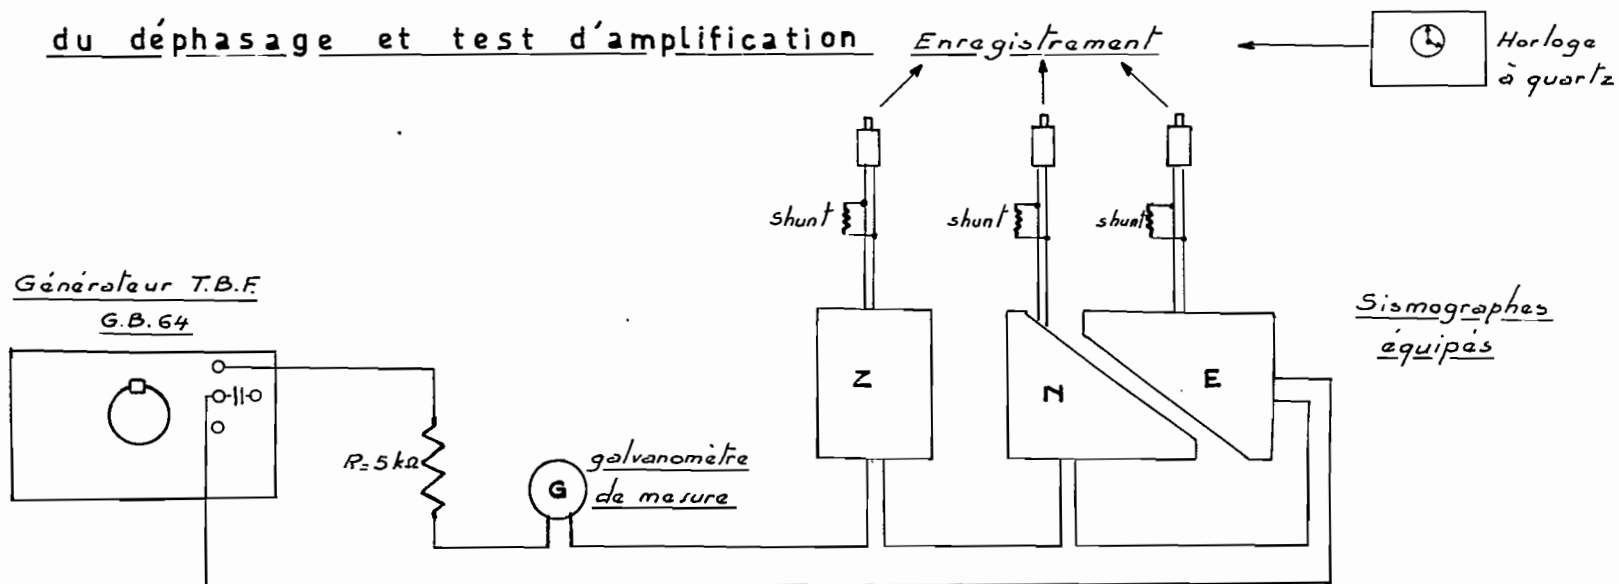 du déphasage et test d'amplification
Enregistrement
Horloge
à quartz
shunt
shunt
shunt
Générateur T.B.F.
G.B.64
Sismographes
équipés
Z
N
E
R=5kΩ
galvanomètre
de mesure
G